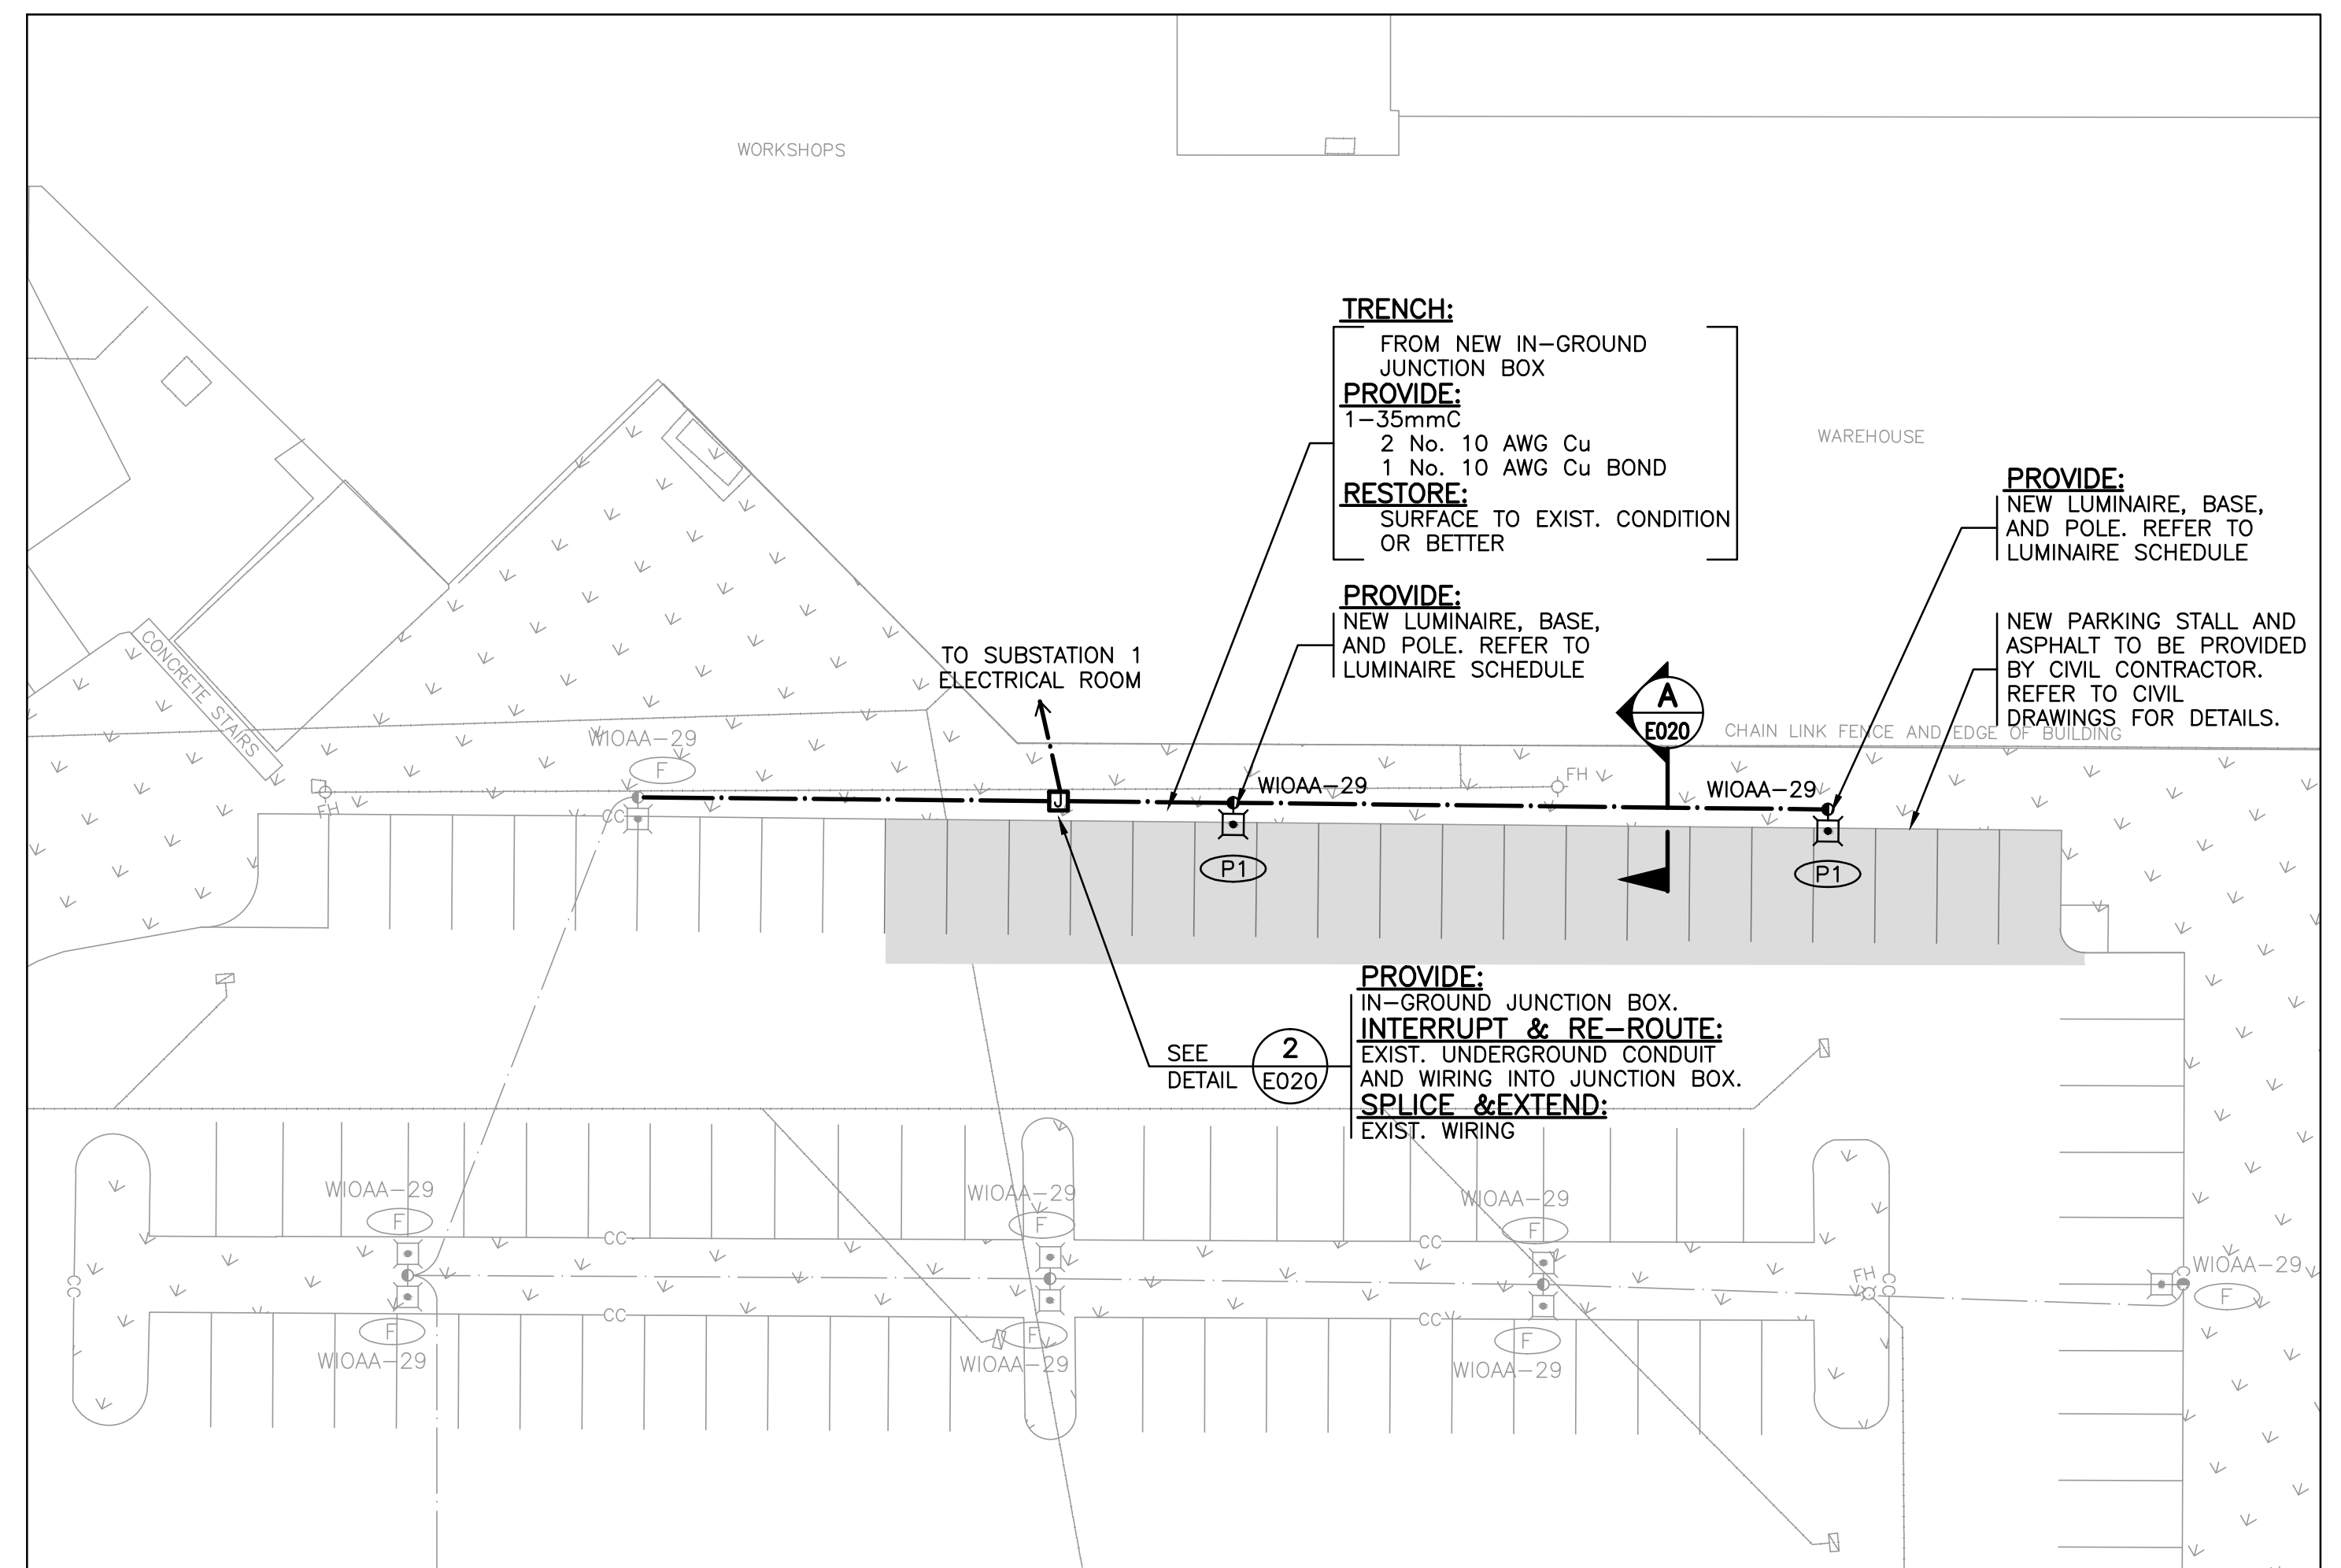 WORKSHOPS
TRENCH:
FROM NEW IN-GROUND
JUNCTION BOX
PROVIDE:
1-35mmC
2 No. 10 AWG Cu
1 No. 10 AWG Cu BOND
RESTORE:
SURFACE TO EXIST. CONDITION
OR BETTER
WAREHOUSE
PROVIDE:
NEW LUMINAIRE, BASE,
AND POLE. REFER TO
LUMINAIRE SCHEDULE
PROVIDE:
NEW LUMINAIRE, BASE,
AND POLE. REFER TO
LUMINAIRE SCHEDULE
NEW PARKING STALL AND
ASPHALT TO BE PROVIDED
BY CIVIL CONTRACTOR.
REFER TO CIVIL
DRAWINGS FOR DETAILS.
CONCRETE STAIRS
TO SUBSTATION 1
ELECTRICAL ROOM
A
E020
CHAIN LINK FENCE AND EDGE OF BUILDING
WIOAA-29
F
FH
CC
J
WIOAA-29
FH
WIOAA-29
P1
P1
PROVIDE:
IN-GROUND JUNCTION BOX.
INTERRUPT & RE-ROUTE:
EXIST. UNDERGROUND CONDUIT
AND WIRING INTO JUNCTION BOX.
SPLICE &EXTEND:
EXIST. WIRING
SEE
DETAIL
2
E020
WIOAA-29
F
WIOAA-29
F
WIOAA-29
F
CC
CC
CC
FH
CC
CC
WIOAA-29
F
CC
CC
F
WIOAA-29
F
WIOAA-29
F
WIOAA-29